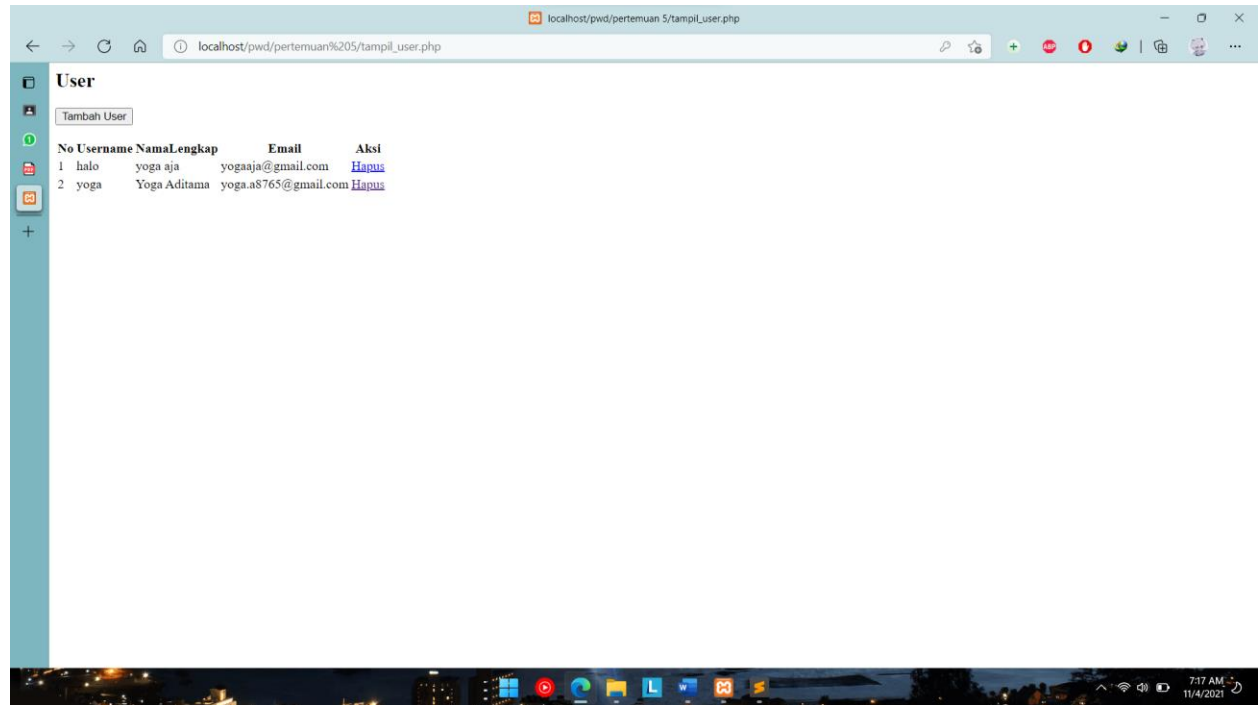 localhost/pwd/pertemuan 5/tampil_user.php
localhost/pwd/pertemuan%205/tampil_user.php
User
Tambah User
No Username NamaLengkap Email Aksi
1 halo yoga aja yogaaja@gmail.com Hapus
2 yoga Yoga Aditama yoga.a8765@gmail.com Hapus
ABP
L
7:17 AM
11/4/2021